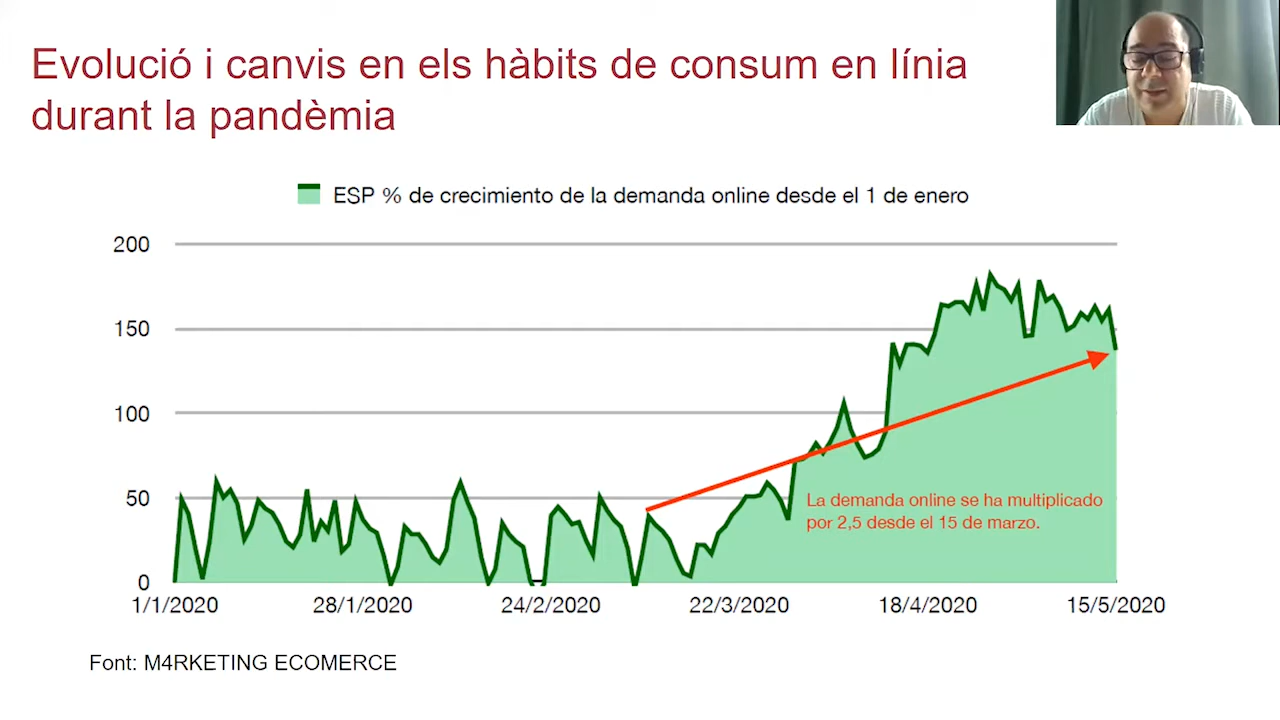 Evolució i canvis en els hàbits de consum en línia
durant la pandèmia
ESP % de crecimiento de la demanda online desde el 1 de enero
200
150
100
50
0
La demanda online se ha multiplicado
por 2,5 desde el 15 de marzo.
1/1/2020 28/1/2020 24/2/2020 22/3/2020 18/4/2020 15/5/2020
Font: M4RKETING ECOMERCE